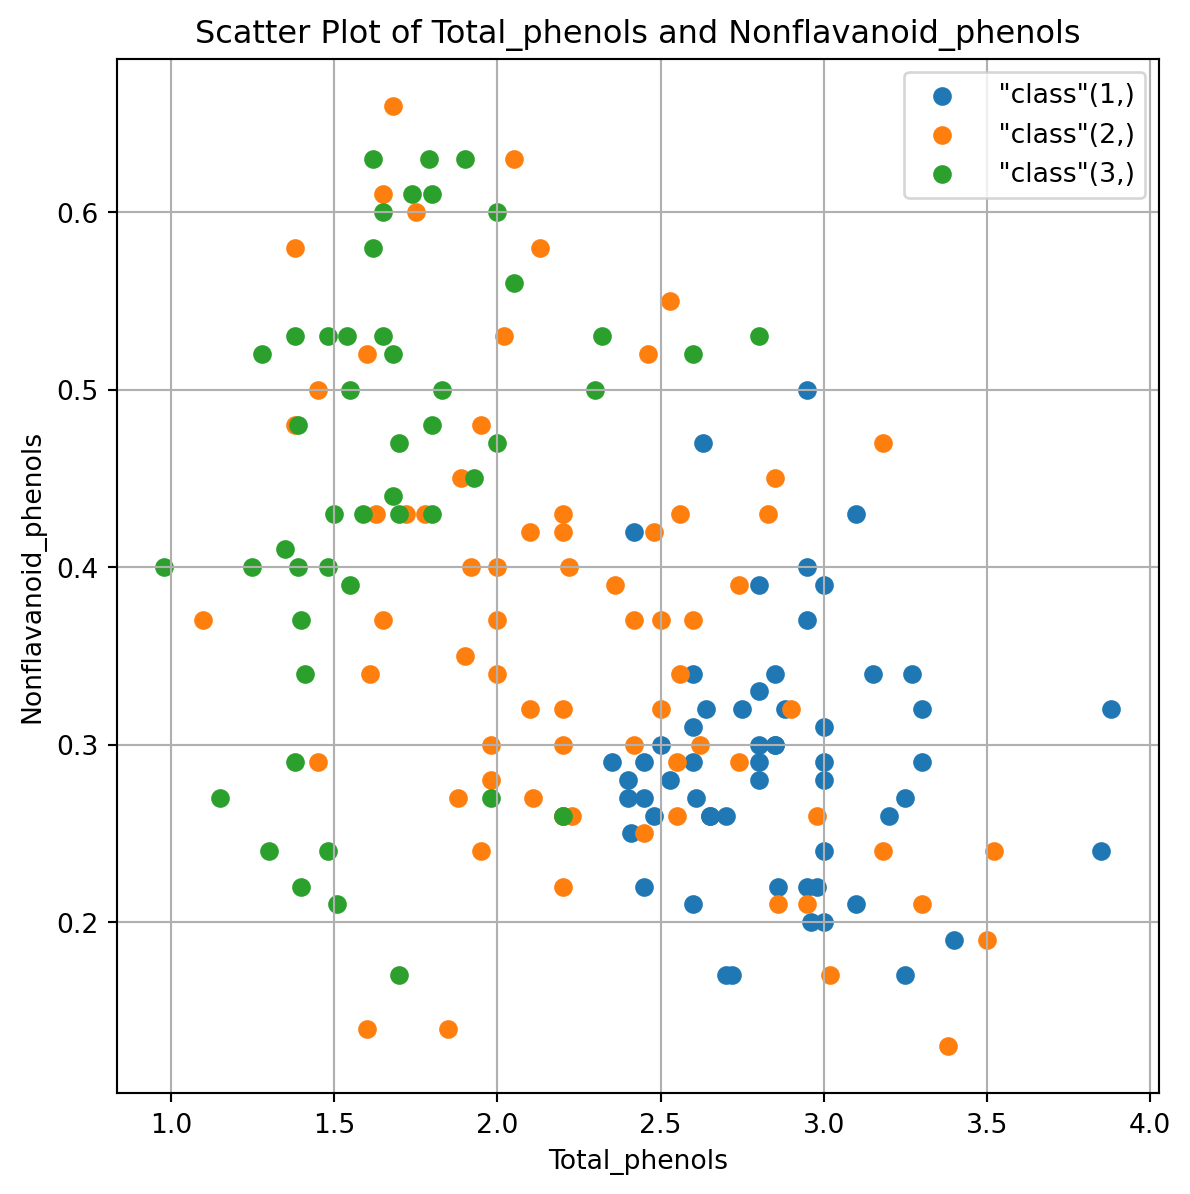 Scatter Plot of Total_phenols and Nonflavanoid_phenols
"class"(1,)
"class"(2,)
"class"(3,)
Nonflavanoid_phenols
0.6
0.5
0.4
0.3
0.2
1.0 1.5 2.0 2.5 3.0 3.5 4.0
Total_phenols